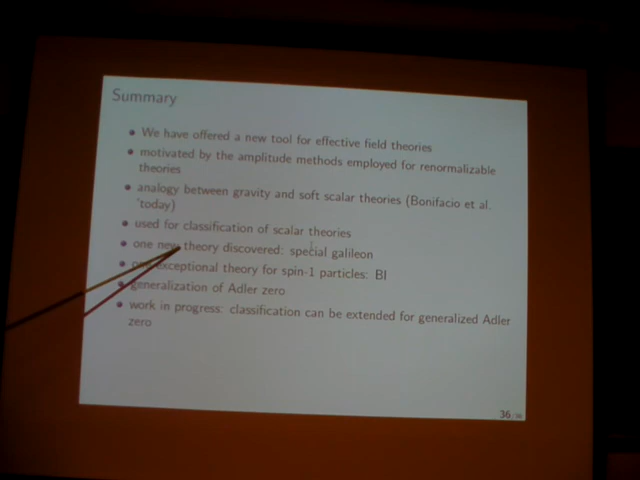 Summary
We have offered a new tool for effective field theories
motivated by the amplitude methods employed for renormalizable
theories
analogy between gravity and soft scalar theories (Bonifacio et al.
'today)
used for classification of scalar theories
one new theory discovered: special galileon
one exceptional theory for spin-1 particles: BI
generalization of Adler zero
work in progress: classification can be extended for generalized Adler
zero
36